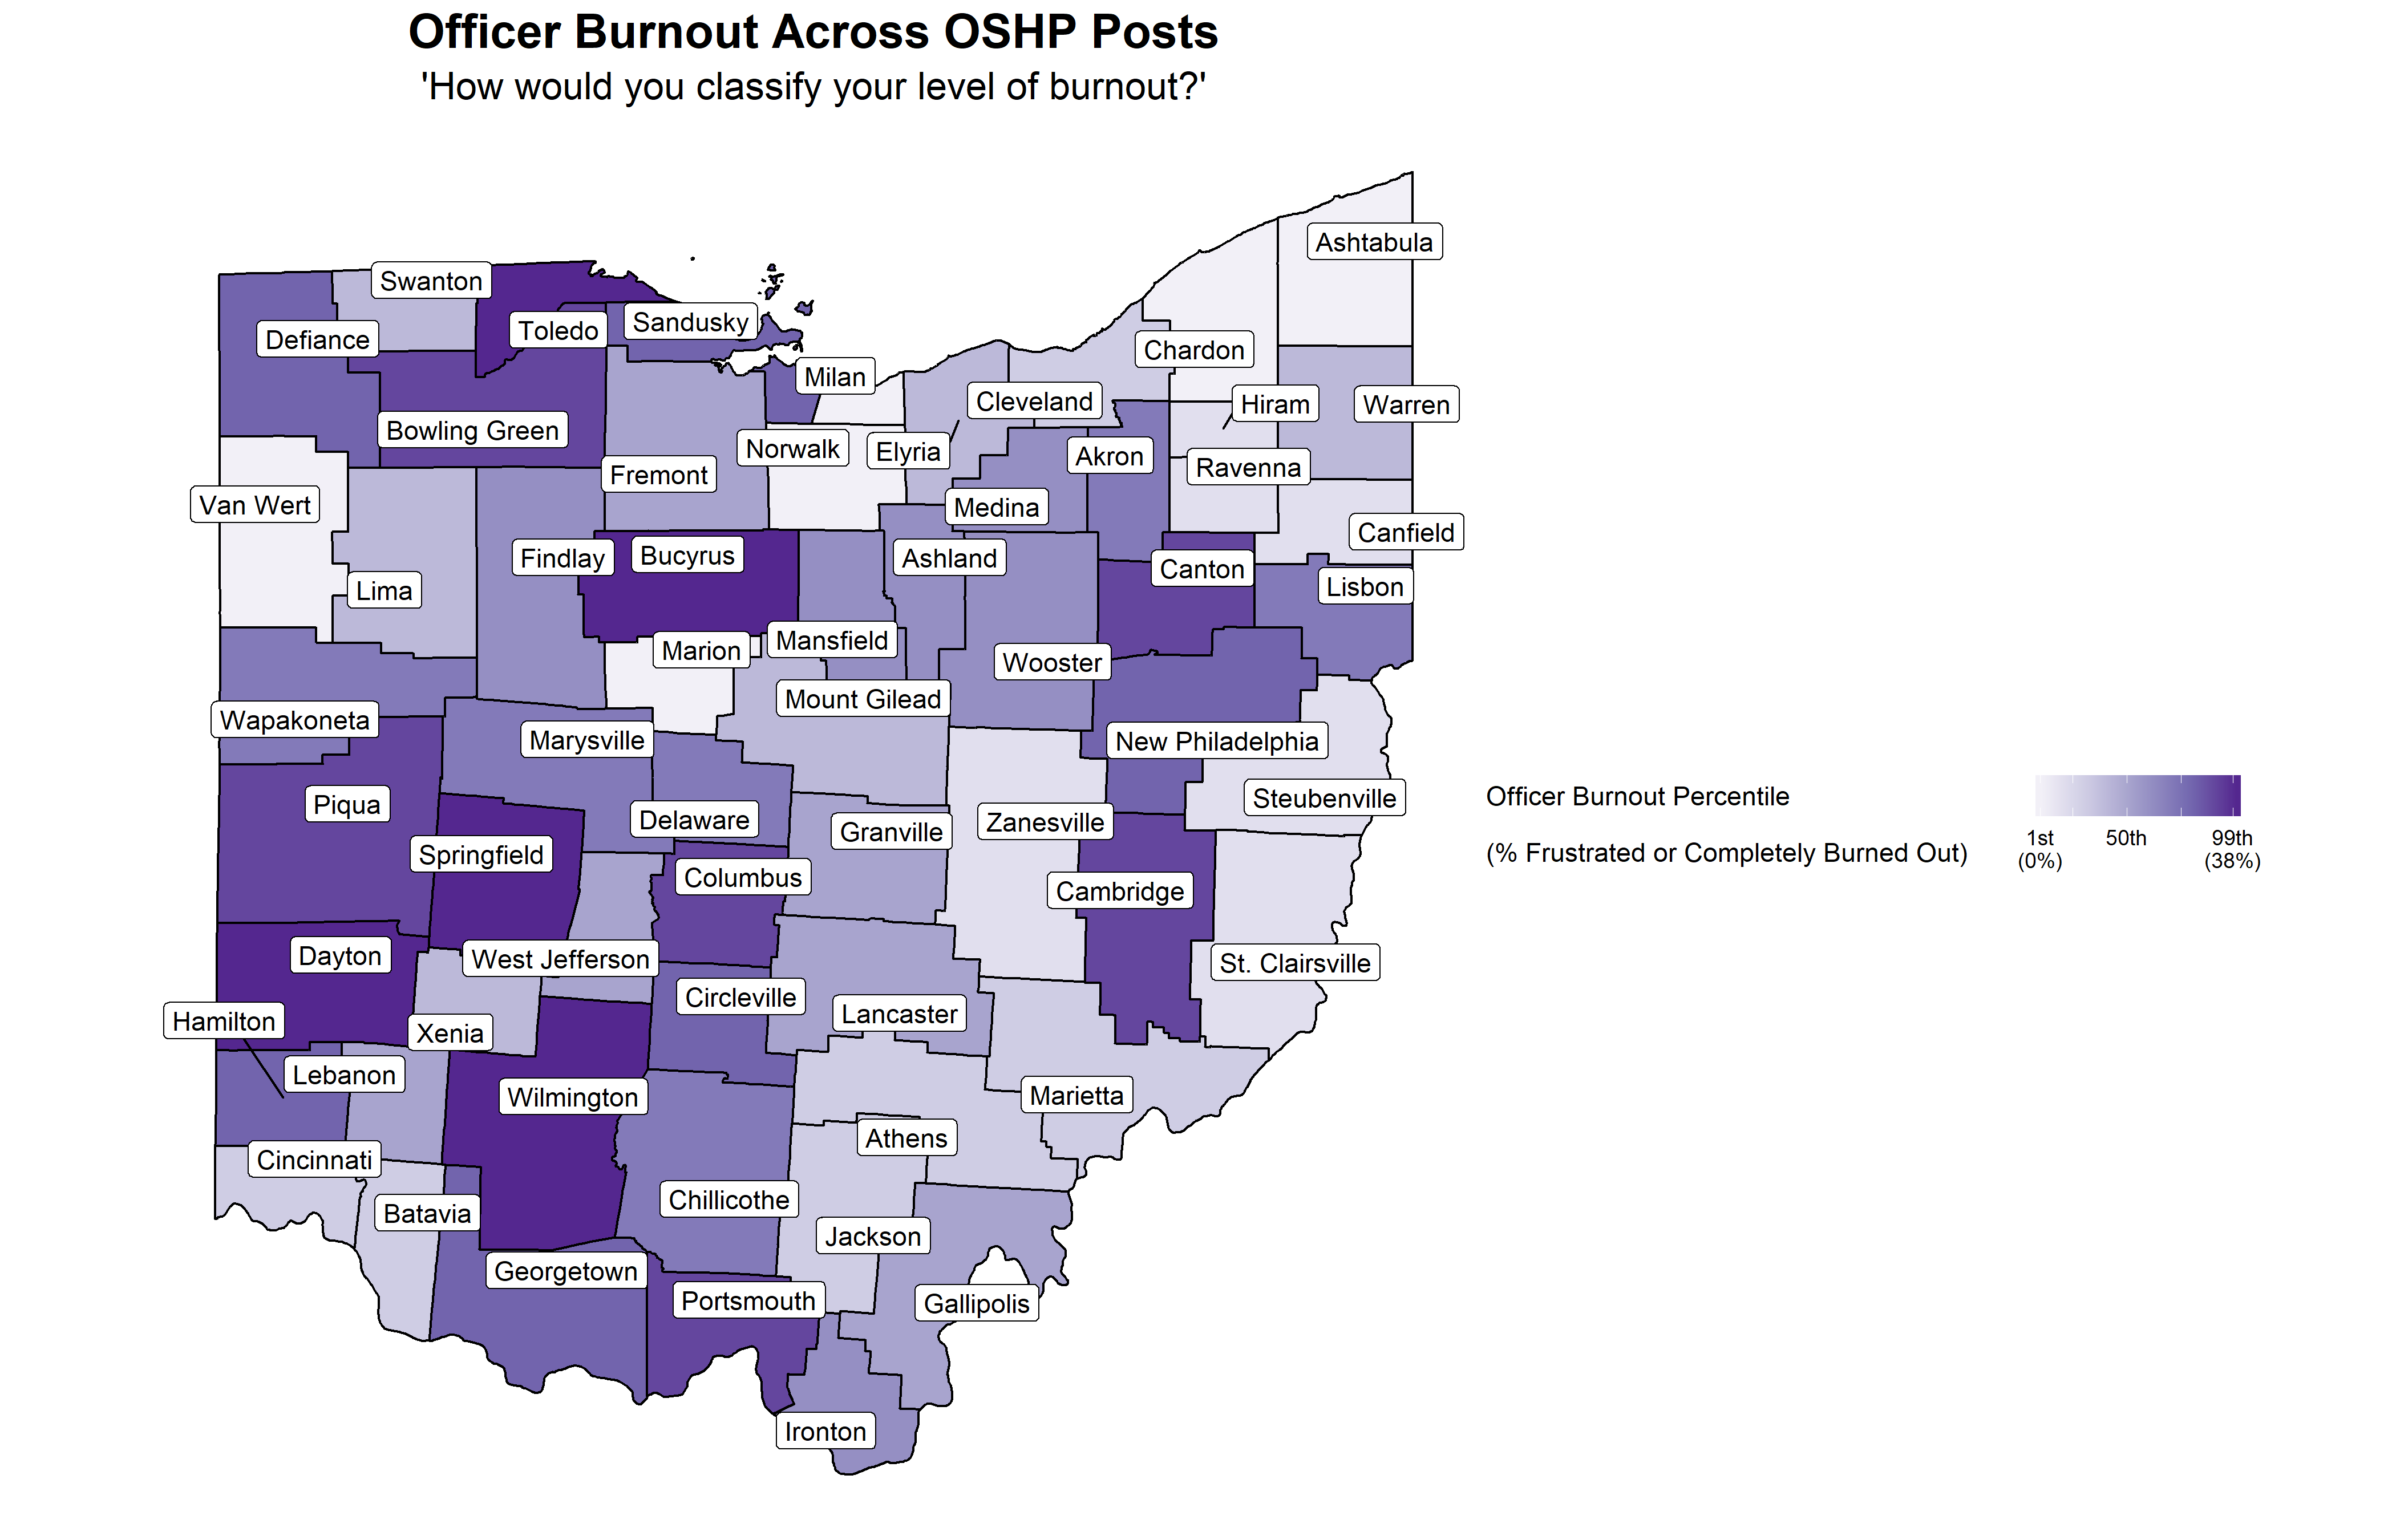 Officer Burnout Across OSHP Posts
'How would you classify your level of burnout?'
Ashtabula
Swanton
Toledo
Sandusky
Defiance
Chardon
Milan
Cleveland
Hiram
Warren
Bowling Green
Norwalk
Elyria
Akron
Ravenna
Fremont
Van Wert
Medina
Canfield
Findlay
Bucyrus
Ashland
Canton
Lima
Lisbon
Marion
Mansfield
Wooster
Mount Gilead
Wapakoneta
Marysville
New Philadelphia
Piqua
Delaware
Granville
Zanesville
Steubenville
Springfield
Columbus
Cambridge
Dayton
West Jefferson
St. Clairsville
Hamilton
Xenia
Circleville
Lancaster
Lebanon
Wilmington
Marietta
Athens
Cincinnati
Batavia
Chillicothe
Jackson
Georgetown
Portsmouth
Gallipolis
Ironton
Officer Burnout Percentile
(% Frustrated or Completely Burned Out)
1st 50th 99th
(0%) (38%)